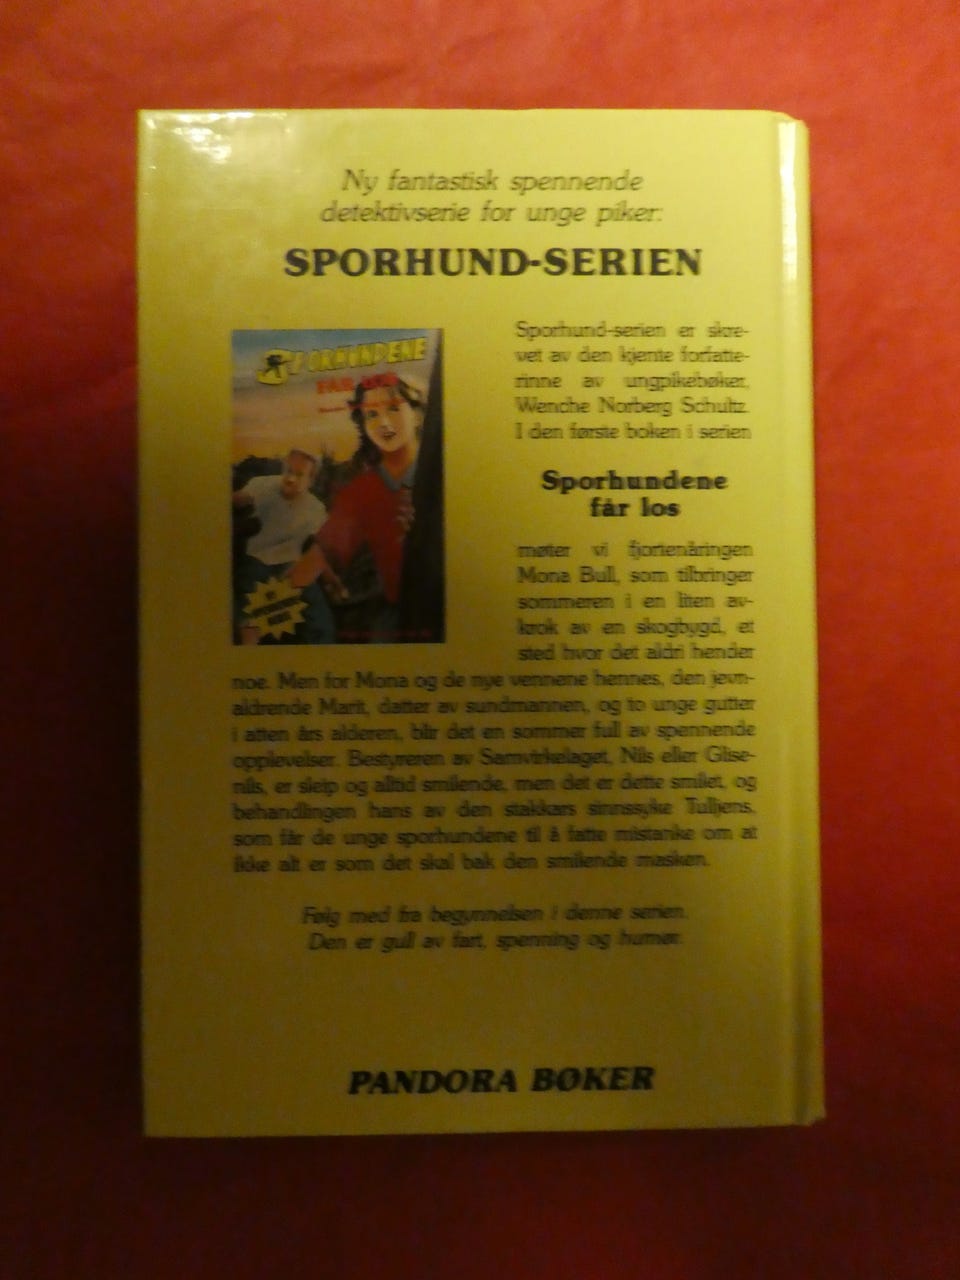 Ny fantastisk spennende
detektivserie for unge piker:
SPORHUND-SERIEN
SPORHUNDENE
FÅR LOS
Sporhund-serien er skre-
vet av den kjente forfatte-
rinne av ungpikebøker,
Wenche Norberg Schultz.
I den første boken i serien
Sporhundene
får los
møter vi fjortenåringen
Mona Bull, som tilbringer
sommeren i en liten av-
krok av en skogbygd, et
sted hvor det aldri hender
noe. Men for Mona og de nye vennene hennes, den jevn-
aldrende Marit, datter av sundmannen, og to unge gutter
i atten års alderen, blir det en sommer full av spennende
opplevelser. Bestyreren av Samvirkelaget, Nils eller Glise-
nils, er sleip og alltid smilende, men det er dette smilet, og
behandlingen hans av den stakkars sinnssyke Tulljens,
som får de unge sporhundene til å fatte mistanke om at
ikke alt er som det skal bak den smilende masken.
Følg med fra begynnelsen i denne serien.
Den er gull av fart, spenning og humør.
PANDORA BØKER